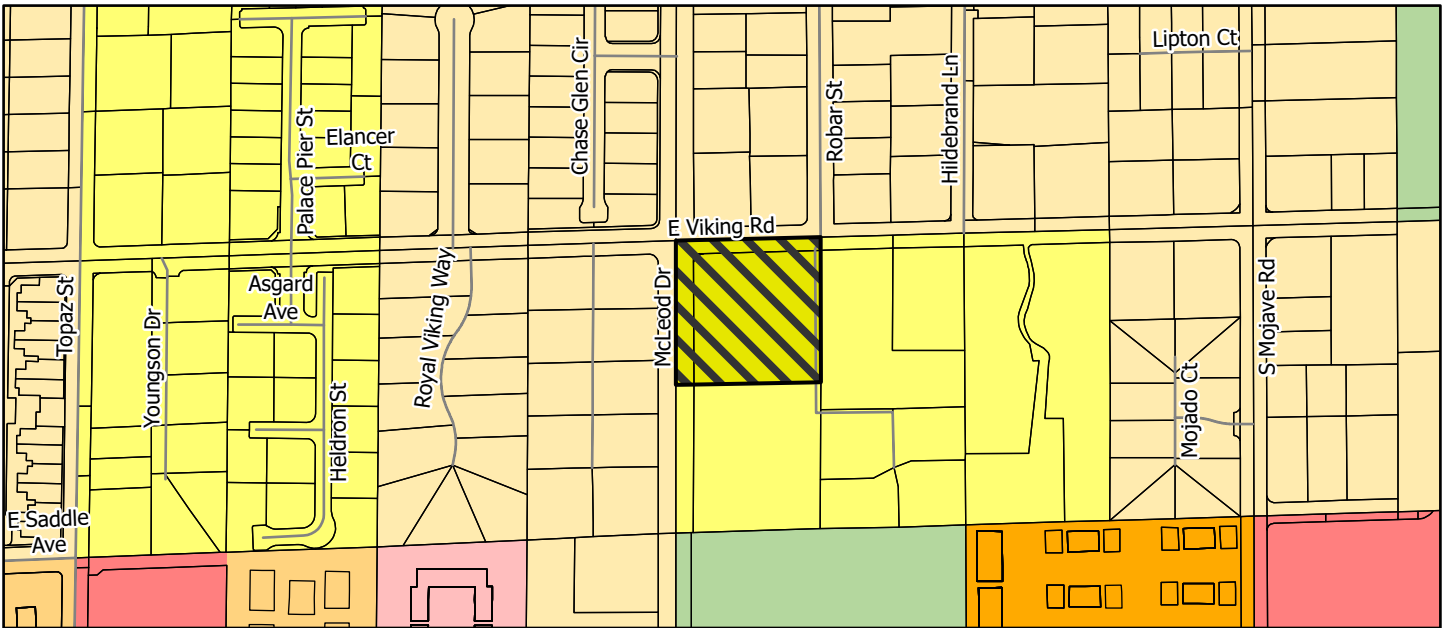 Lipton Ct
Chase-Glen-Cir
Hildebrand-Ln
Robar-St
Palace Pier St
Elancer
Ct
E Viking-Rd
Asgard
Ave
Topaz-St
Royal Viking Way
McLeod-Dr
S-Mojave-Rd
Youngson-Dr
Mojado Ct
Heldron St
E-Saddle
Ave